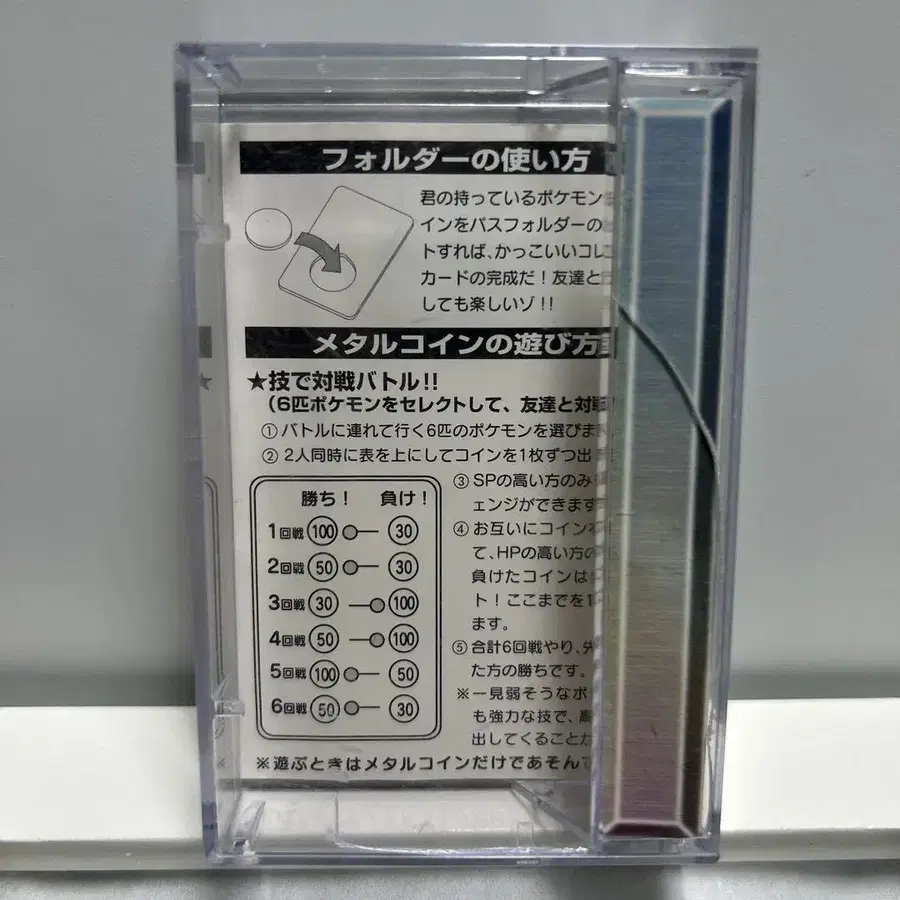 フォルダーの使い方
君の持っているポケモン
インをパスフォルダーの
トすれば、かっこいいコレ
カードの完成だ！友達と
しても楽しいゾ！！
メタルコインの遊び方
★技で対戦バトル!!
（6匹ポケモンをセレクトして、友達と対戦
①バトルに連れて行く6匹のポケモンを選びま
② 2人同時に表を上にしてコインを1枚ずつ出
③ SPの高い方のみ
ェンジができます
④ お互いにコインを
て、HPの高い方の
負けたコインは
ト！ここまでを1
ます。
⑤ 合計6回戦やり、先
た方の勝ちです。
※一見弱そうなポ
も強力な技で、
出してくること
勝ち！ 負け！
1回戦 100 30
2回戦 50 30
3回戦 30 100
4回戦 50 100
5回戦 100 50
6回戦 50 30
※遊ぶときはメタルコインだけであそんで